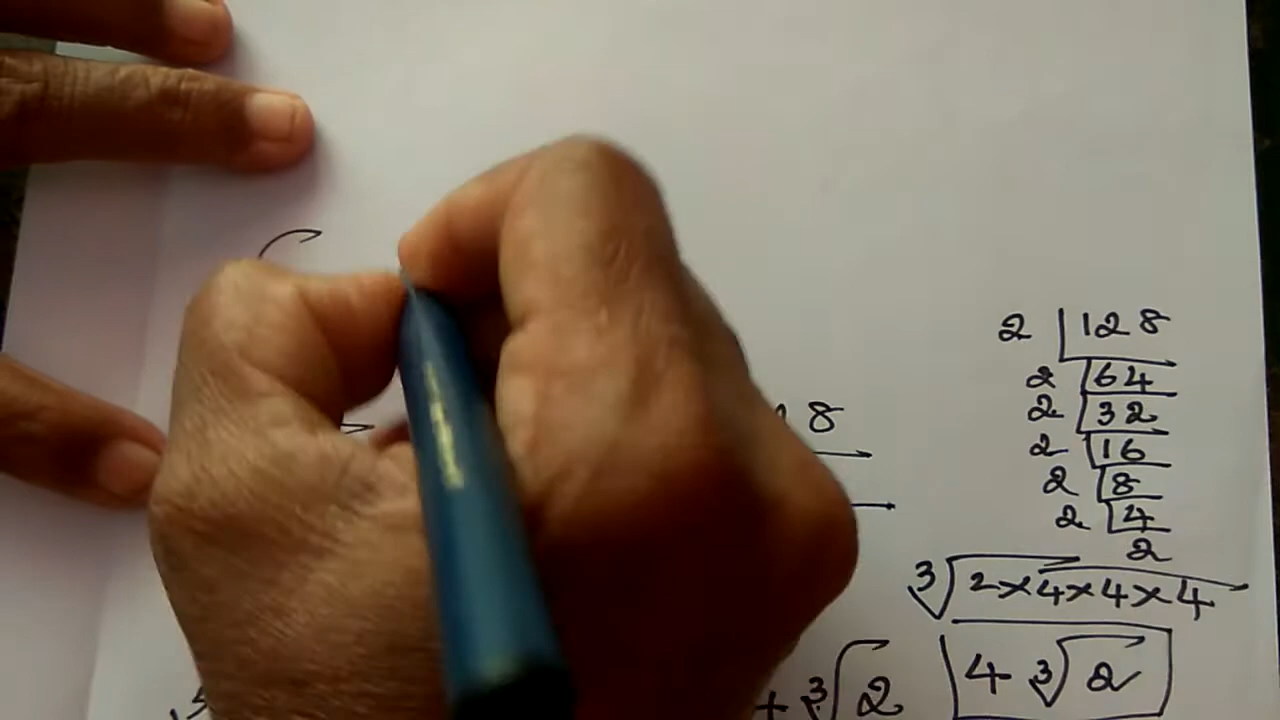 8
2 | 128
2 | 64
2 | 32
2 | 16
2 | 8
2 | 4
2
∛2×4×4×4
+ ∛2
4 ∛2